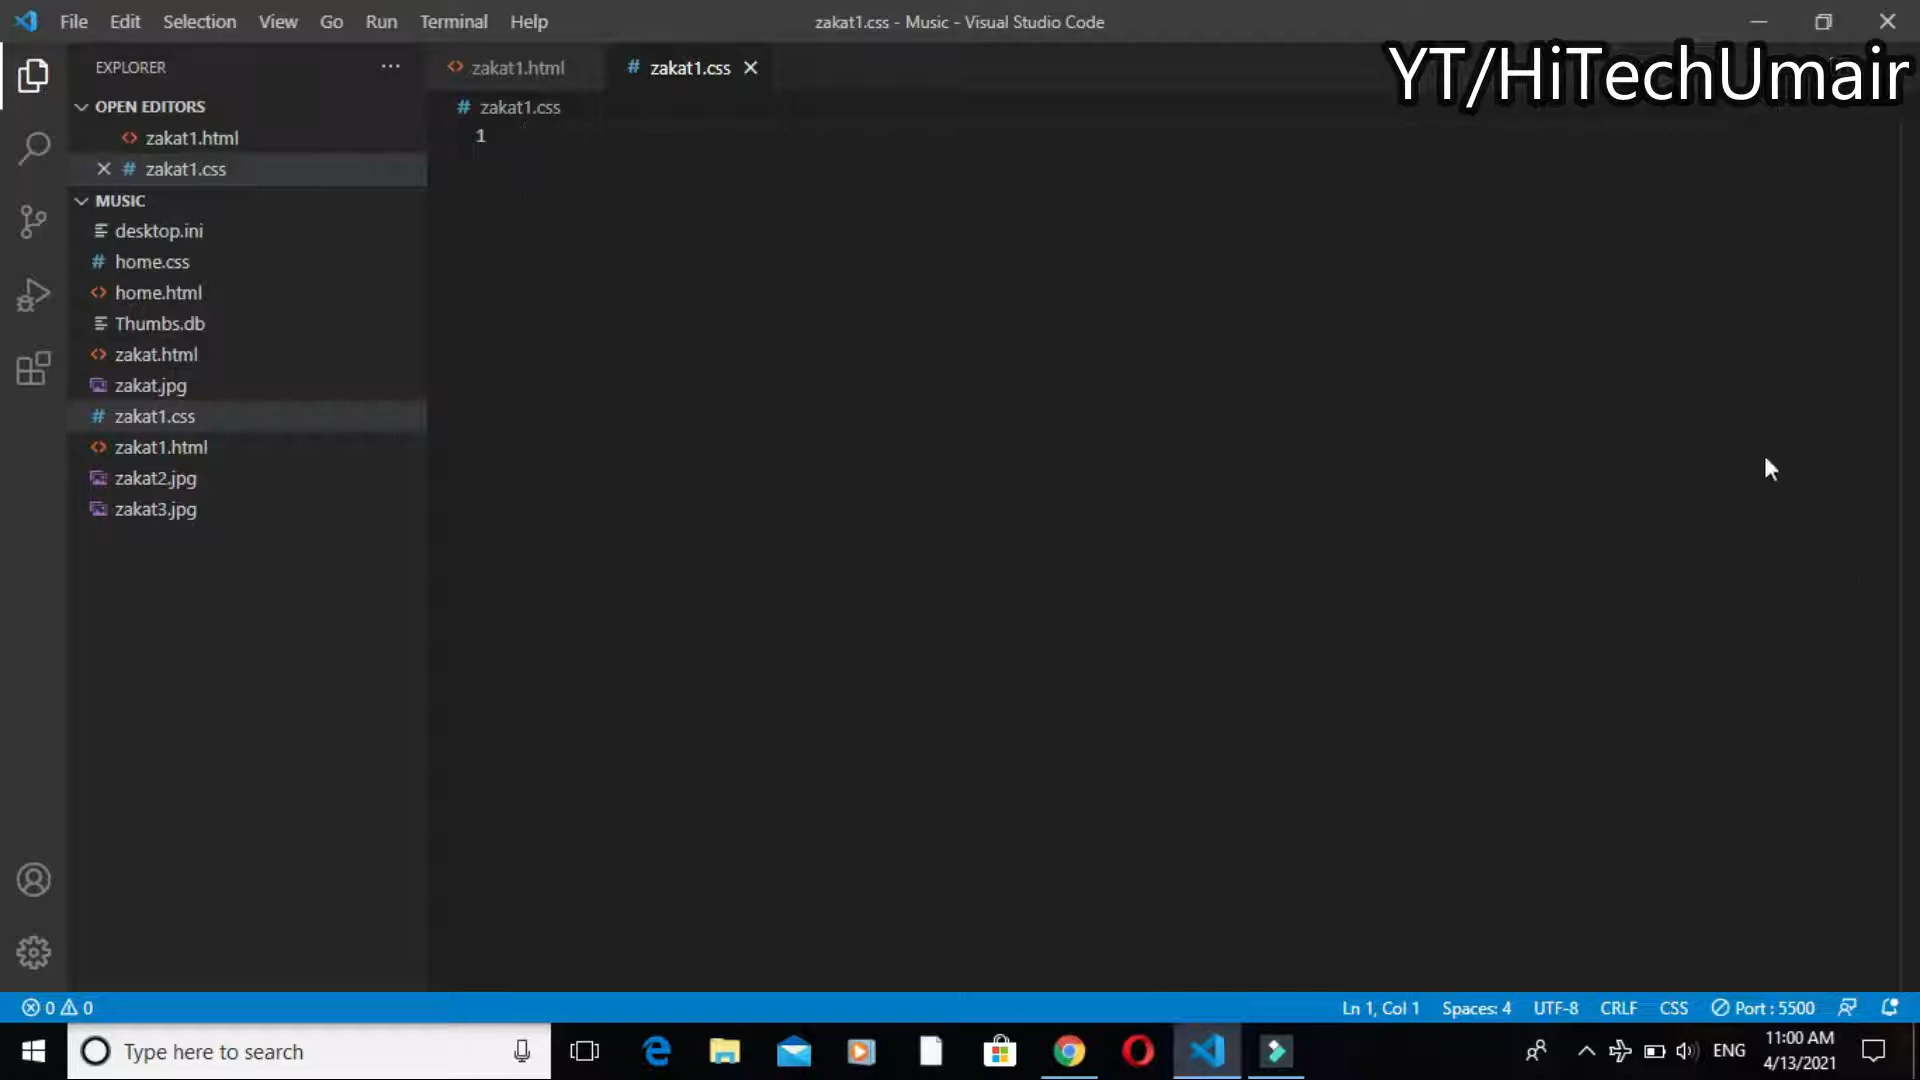 File Edit Selection View Go Run Terminal Help
zakat1.css - Music - Visual Studio Code
YT/HiTechUmair
EXPLORER
zakat1.html
zakat1.css
OPEN EDITORS
zakat1.css
1
zakat1.html
zakat1.css
MUSIC
desktop.ini
home.css
home.html
Thumbs.db
zakat.html
zakat.jpg
zakat1.css
zakat1.html
zakat2.jpg
zakat3.jpg
0 0
Ln 1, Col 1 Spaces: 4 UTF-8 CRLF CSS Port : 5500
Type here to search
ENG
11:00 AM
4/13/2021